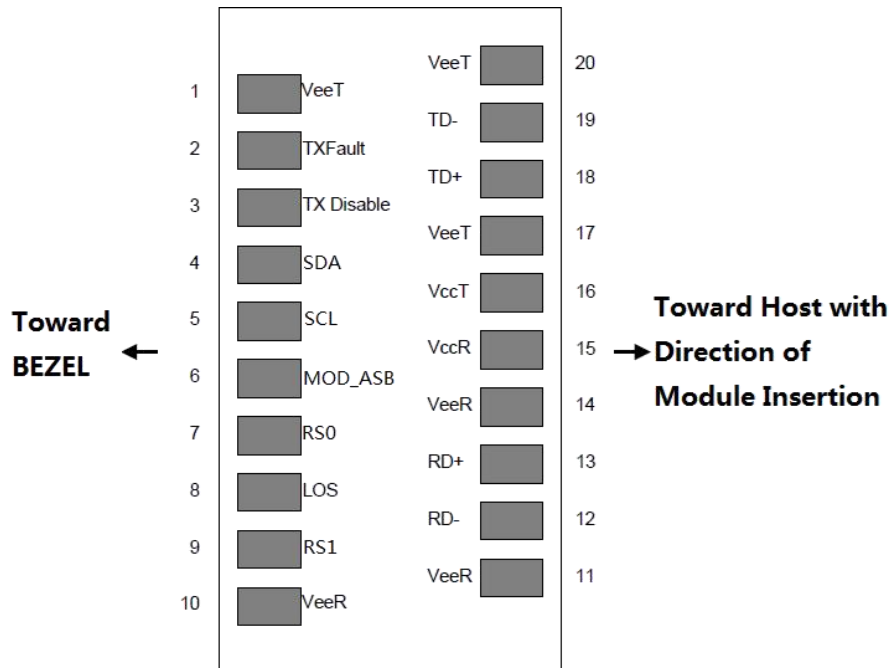 1 VeeT
2 TXFault
3 TX Disable
4 SDA
5 SCL
6 MOD_ASB
7 RS0
8 LOS
9 RS1
10 VeeR
VeeT 20
TD- 19
TD+ 18
VeeT 17
VccT 16
VccR 15
VeeR 14
RD+ 13
RD- 12
VeeR 11
Toward
BEZEL
Toward Host with
Direction of
Module Insertion